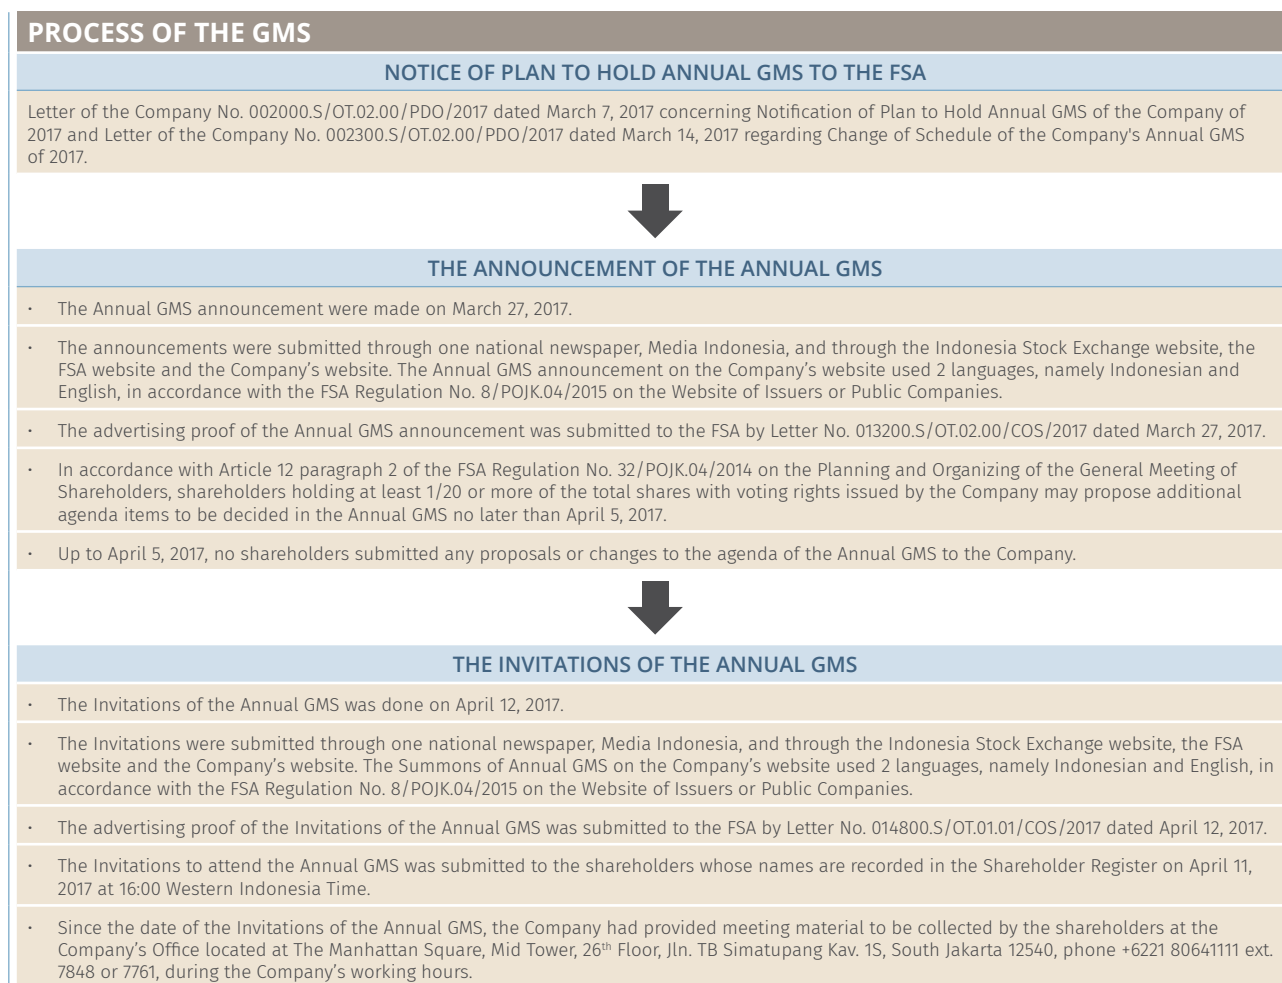 PROCESS OF THE GMS
NOTICE OF PLAN TO HOLD ANNUAL GMS TO THE FSA
Letter of the Company No. 002000.S/OT.02.00/PDO/2017 dated March 7, 2017 concerning Notification of Plan to Hold Annual GMS of the Company of
2017 and Letter of the Company No. 002300.S/OT.02.00/PDO/2017 dated March 14, 2017 regarding Change of Schedule of the Company's Annual GMS
of 2017.
THE ANNOUNCEMENT OF THE ANNUAL GMS
• The Annual GMS announcement were made on March 27, 2017.
• The announcements were submitted through one national newspaper, Media Indonesia, and through the Indonesia Stock Exchange website, the
FSA website and the Company's website. The Annual GMS announcement on the Company's website used 2 languages, namely Indonesian and
English, in accordance with the FSA Regulation No. 8/POJK.04/2015 on the Website of Issuers or Public Companies.
• The advertising proof of the Annual GMS announcement was submitted to the FSA by Letter No. 013200.S/OT.02.00/COS/2017 dated March 27, 2017.
• In accordance with Article 12 paragraph 2 of the FSA Regulation No. 32/POJK.04/2014 on the Planning and Organizing of the General Meeting of
Shareholders, shareholders holding at least 1/20 or more of the total shares with voting rights issued by the Company may propose additional
agenda items to be decided in the Annual GMS no later than April 5, 2017.
• Up to April 5, 2017, no shareholders submitted any proposals or changes to the agenda of the Annual GMS to the Company.
THE INVITATIONS OF THE ANNUAL GMS
• The Invitations of the Annual GMS was done on April 12, 2017.
• The Invitations were submitted through one national newspaper, Media Indonesia, and through the Indonesia Stock Exchange website, the FSA
website and the Company's website. The Summons of Annual GMS on the Company's website used 2 languages, namely Indonesian and English, in
accordance with the FSA Regulation No. 8/POJK.04/2015 on the Website of Issuers or Public Companies.
• The advertising proof of the Invitations of the Annual GMS was submitted to the FSA by Letter No. 014800.S/OT.01.01/COS/2017 dated April 12, 2017.
• The Invitations to attend the Annual GMS was submitted to the shareholders whose names are recorded in the Shareholder Register on April 11,
2017 at 16:00 Western Indonesia Time.
• Since the date of the Invitations of the Annual GMS, the Company had provided meeting material to be collected by the shareholders at the
Company's Office located at The Manhattan Square, Mid Tower, 26th Floor, Jln. TB Simatupang Kav. 1S, South Jakarta 12540, phone +6221 80641111 ext.
7848 or 7761, during the Company's working hours.